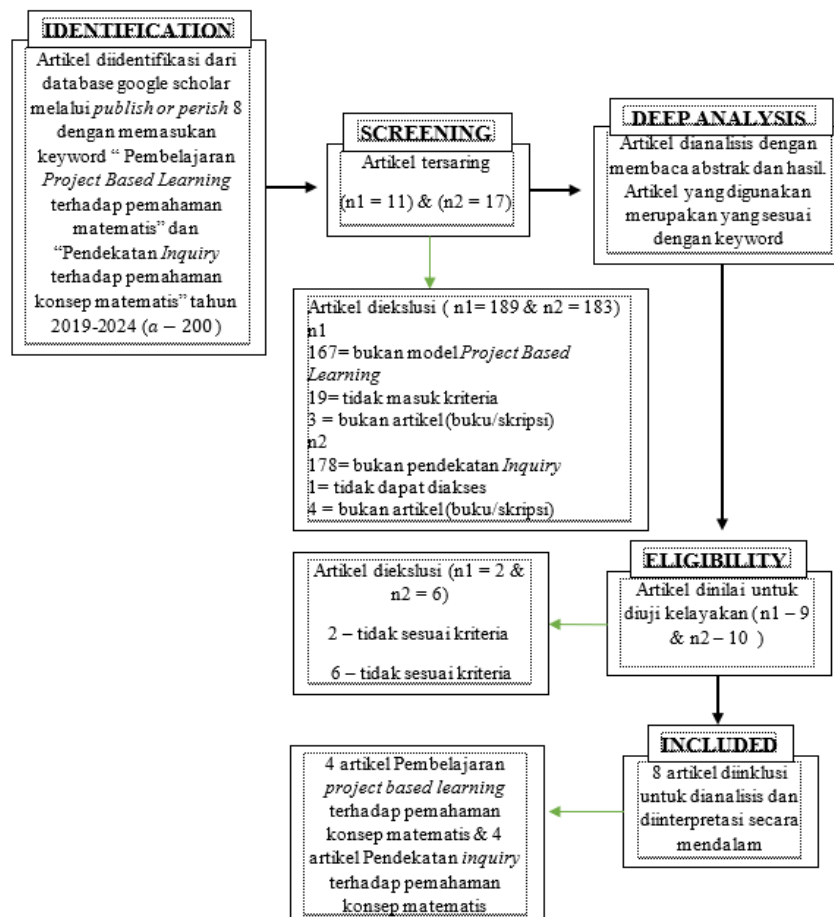 IDENTIFICATION
Artikel diidentifikasi dari
database google scholar
melalui publish or perish 8
dengan memasukan
keyword “ Pembelajaran
Project Based Learning
terhadap pemahaman
matematis” dan
“Pendekatan Inquiry
terhadap pemahaman
konsep matematis” tahun
2019-2024 (a – 200 )
SCREENING
Artikel tersaring
(n1 = 11) & (n2 = 17)
DEEP ANALYSIS
Artikel dianalisis dengan
membaca abstrak dan hasil.
Artikel yang digunakan
merupakan yang sesuai
dengan keyword
Artikel diekslusi ( n1= 189 & n2 = 183)
n1
167= bukan model Project Based
Learning
19= tidak masuk kriteria
3 = bukan artikel (buku/skripsi)
n2
178= bukan pendekatan Inquiry
1= tidak dapat diakses
4 = bukan artikel (buku/skripsi)
ELIGIBILITY
Artikel dinilai untuk
diuji kelayakan (n1 – 9
& n2 – 10 )
Artikel diekslusi (n1 = 2 &
n2 = 6)
2 – tidak sesuai kriteria
6 – tidak sesuai kriteria
INCLUDED
8 artikel diinklusi
untuk dianalisis dan
diinterpretasi secara
mendalam
4 artikel Pembelajaran
project based learning
terhadap pemahaman
konsep matematis & 4
artikel Pendekatan inquiry
terhadap pemahaman
konsep matematis